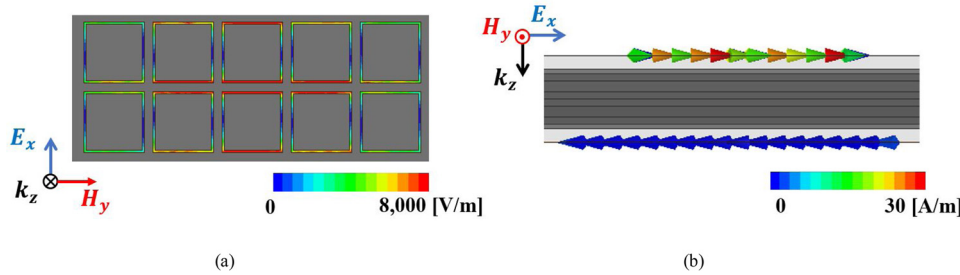 E_x
k_z
H_y
0
8,000 [V/m]
(a)
H_y
E_x
k_z
0
30 [A/m]
(b)